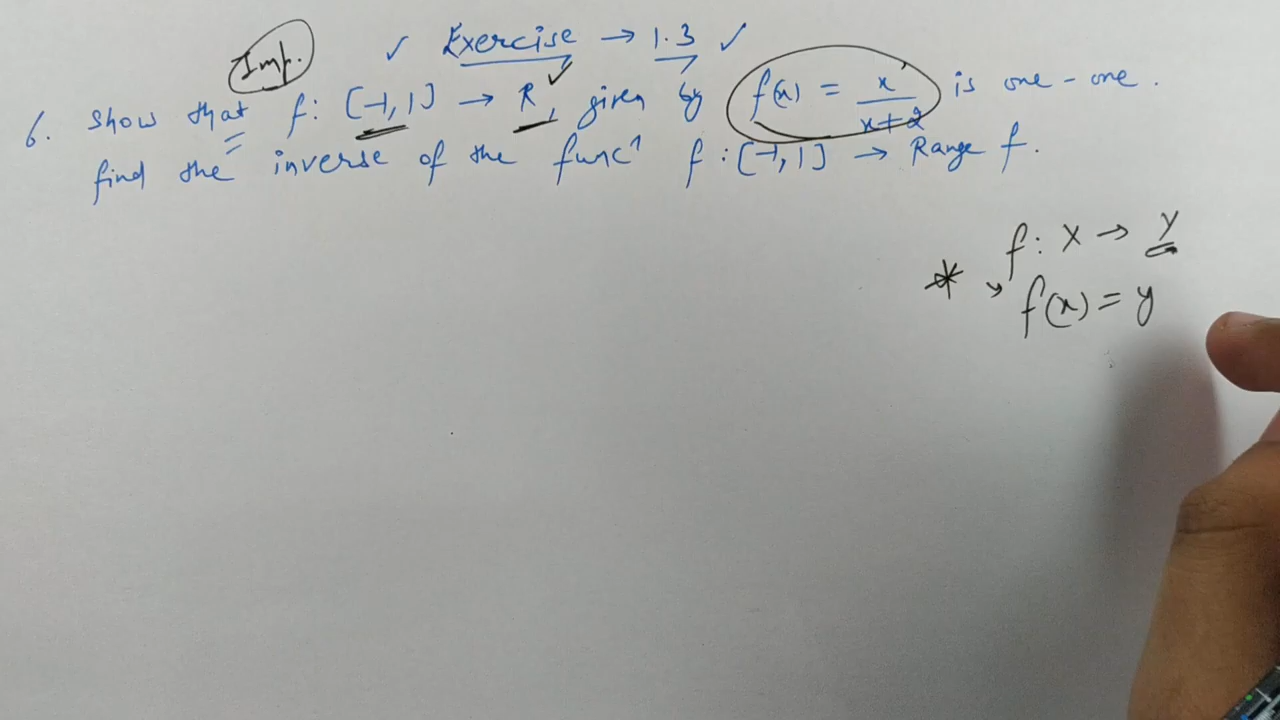 Imp.
✓ Exercise → 1.3 ✓
6. Show that f: [-1,1] → R, given by f(x) = x/(x+2) is one-one.
find the inverse of the funcⁿ f: [-1,1] → Range f.
f: X → Y
* f(x) = y